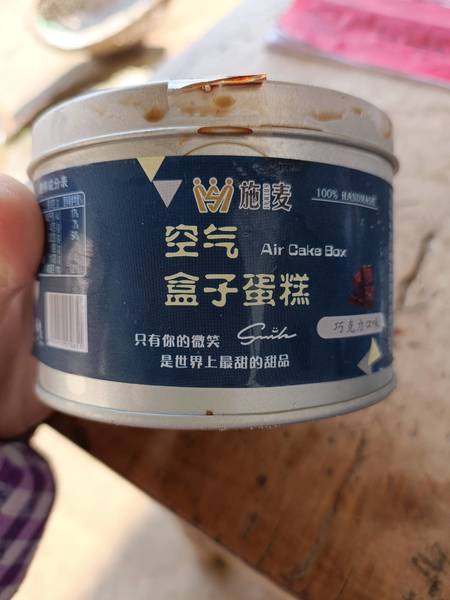 施麦
100% HANDMADE
空气
Air Cake Box
盒子蛋糕
巧克力口味
只有你的微笑 Smile
是世界上最甜的甜品